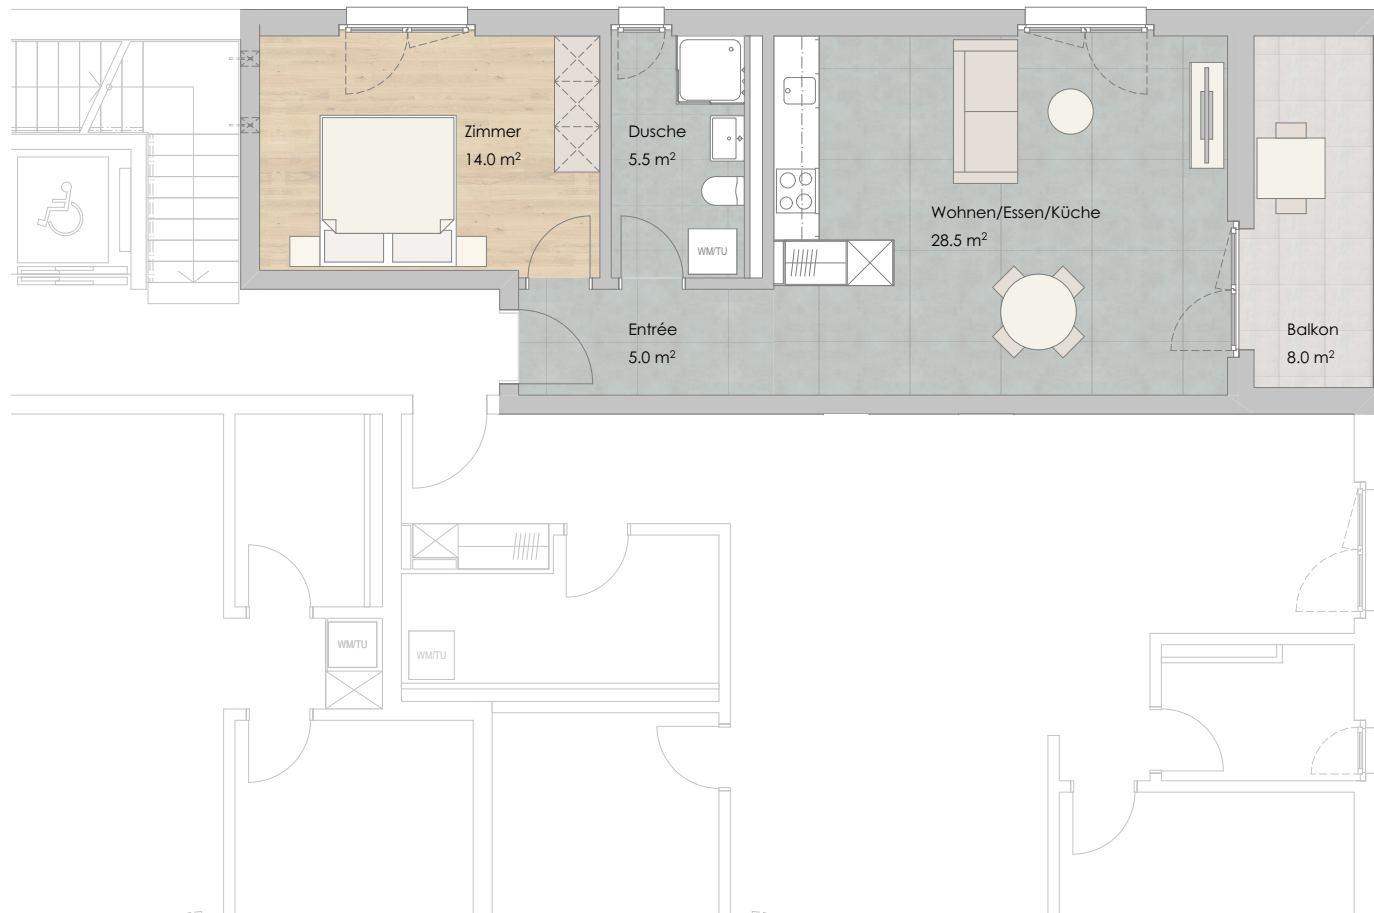 Zimmer
14.0 m²
Dusche
5.5 m²
WM/TU
Wohnen/Essen/Küche
28.5 m²
Entrée
5.0 m²
Balkon
8.0 m²
WM/TU
WM/TU